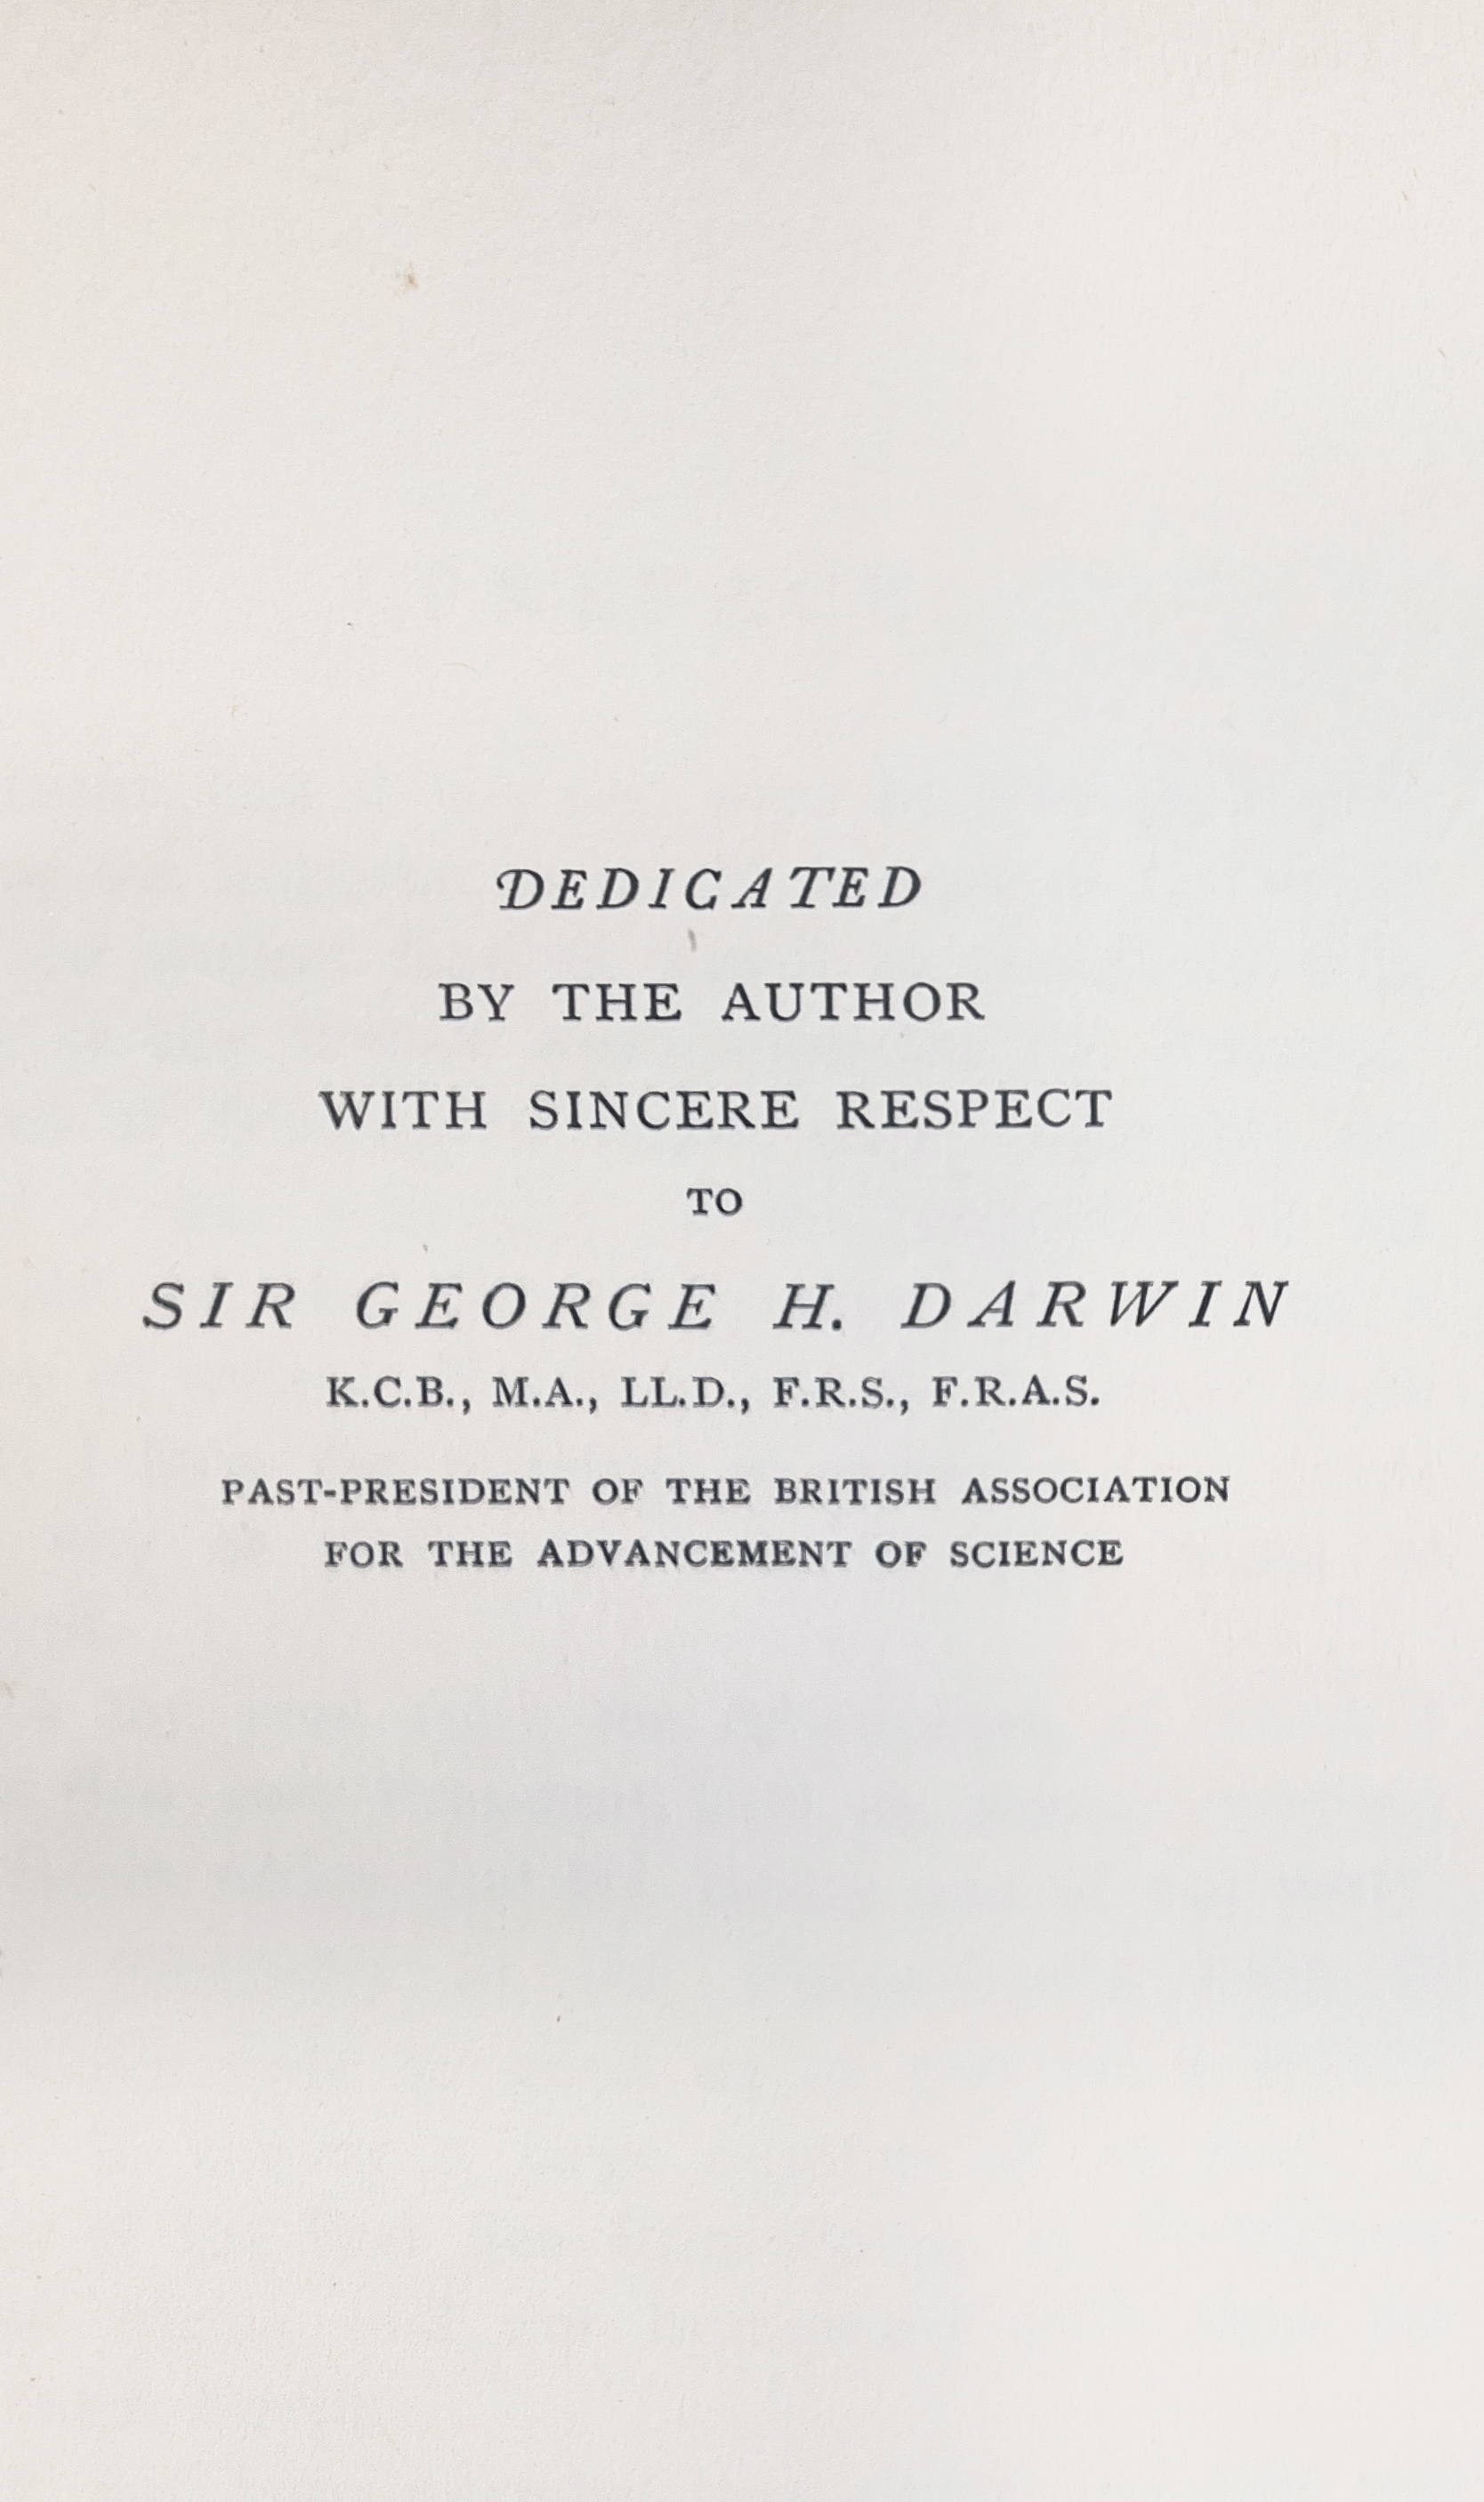 DEDICATED
BY THE AUTHOR
WITH SINCERE RESPECT
TO
SIR GEORGE H. DARWIN
K.C.B., M.A., LL.D., F.R.S., F.R.A.S.
PAST-PRESIDENT OF THE BRITISH ASSOCIATION
FOR THE ADVANCEMENT OF SCIENCE